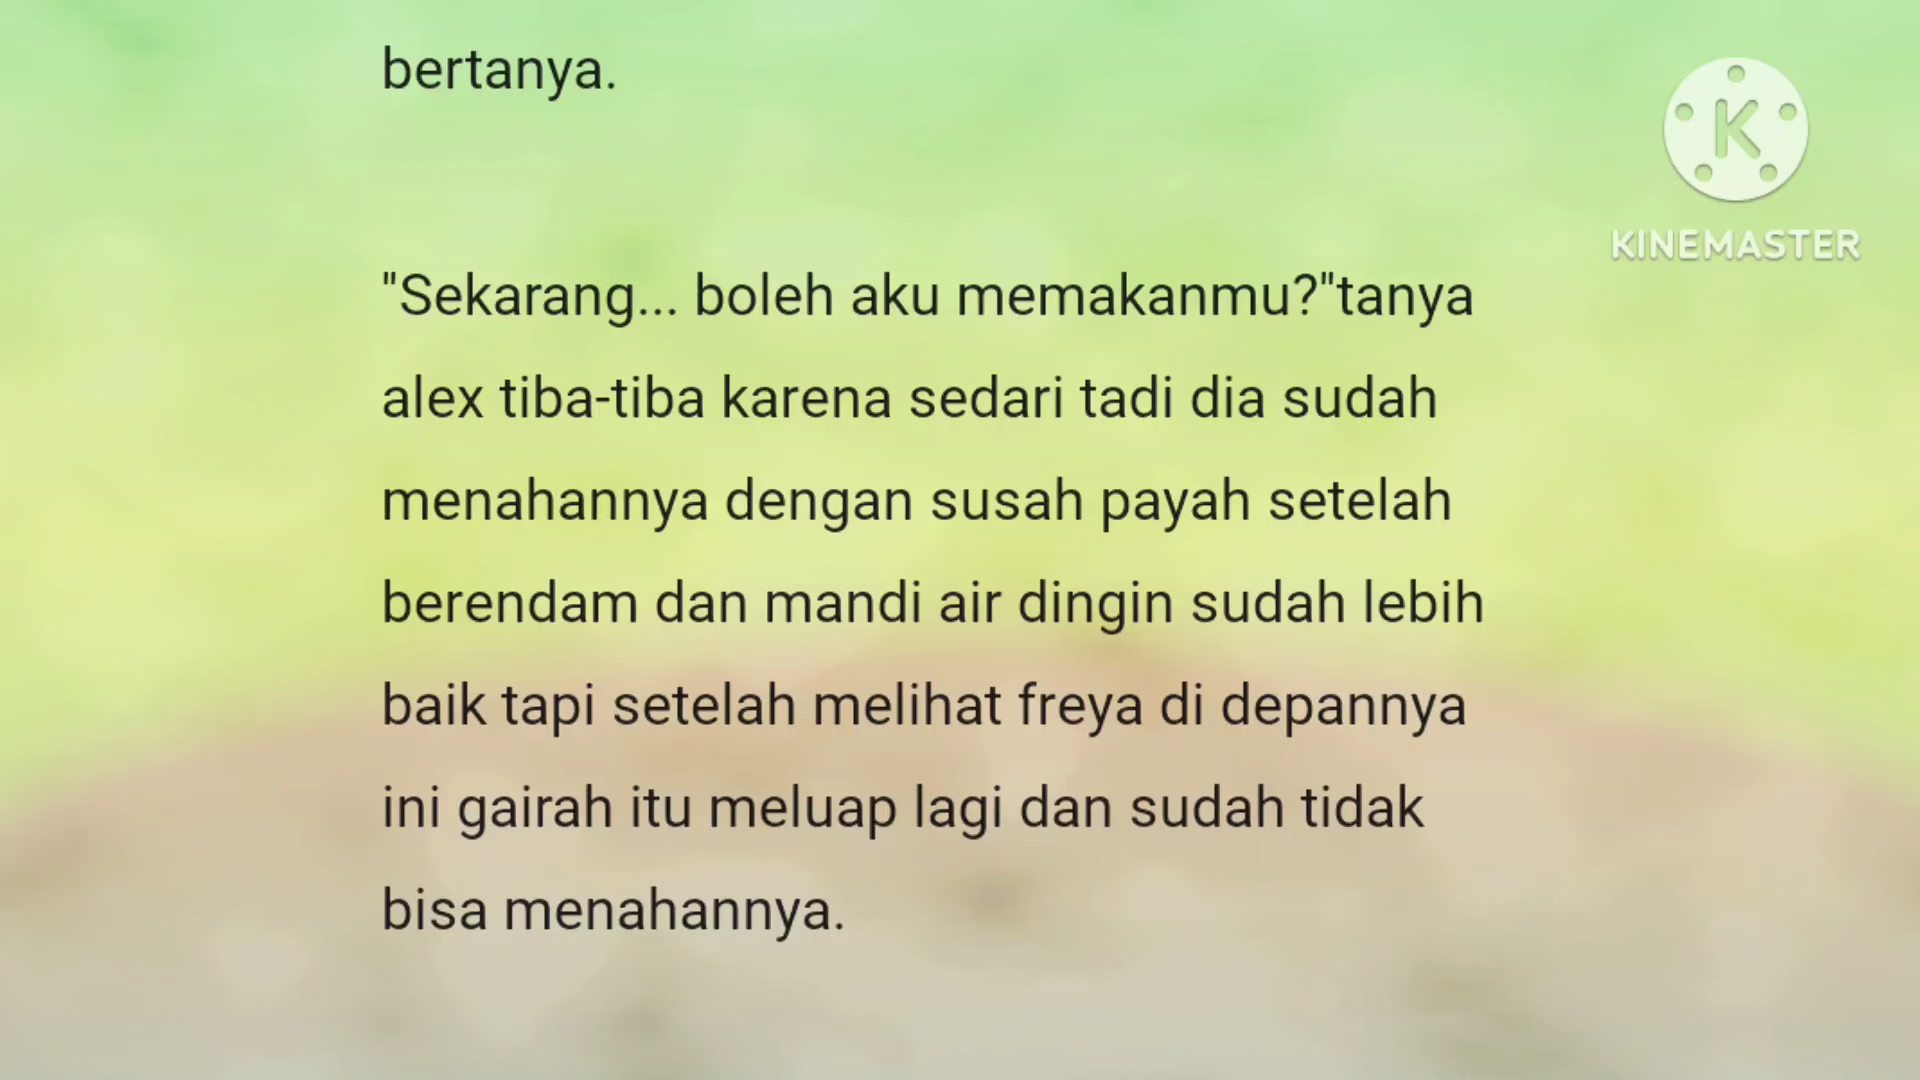 bertanya.
"Sekarang... boleh aku memakanmu?"tanya
alex tiba-tiba karena sedari tadi dia sudah
menahannya dengan susah payah setelah
berendam dan mandi air dingin sudah lebih
baik tapi setelah melihat freya di depannya
ini gairah itu meluap lagi dan sudah tidak
bisa menahannya.
K
KINEMASTER